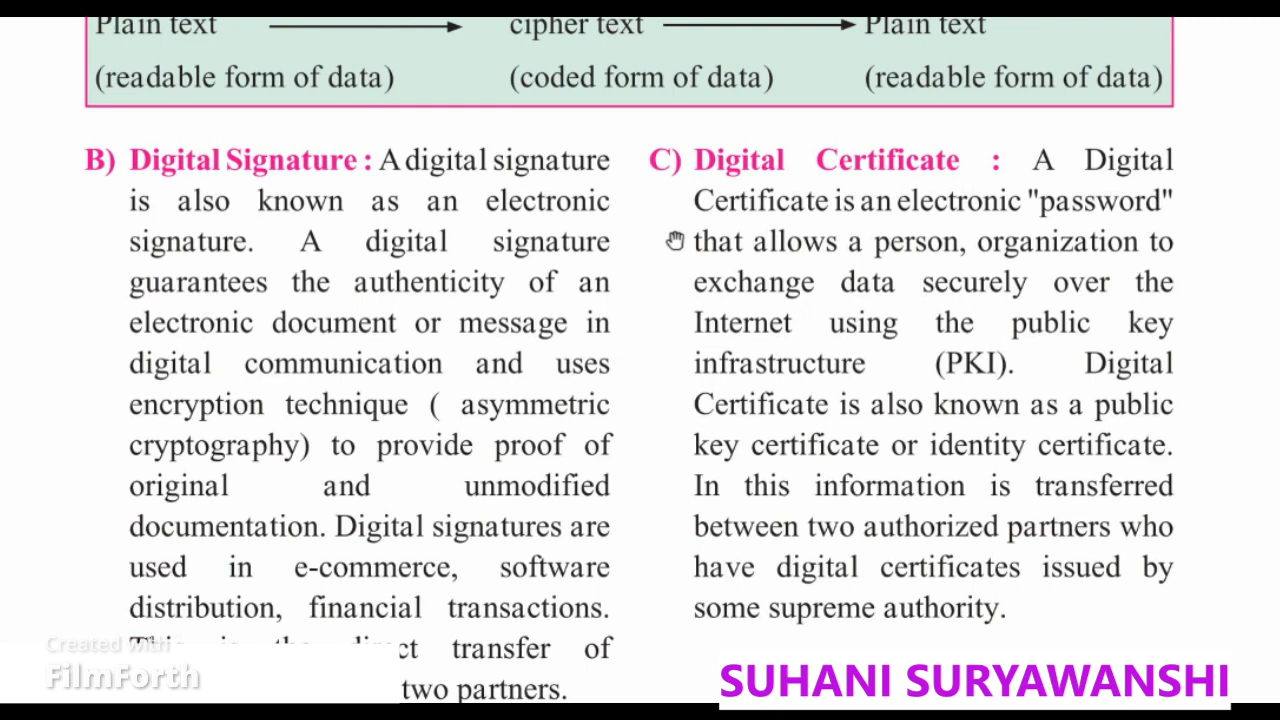 Plain text cipher text Plain text
(readable form of data) (coded form of data) (readable form of data)
B) Digital Signature : A digital signature
is also known as an electronic
signature. A digital signature
guarantees the authenticity of an
electronic document or message in
digital communication and uses
encryption technique ( asymmetric
cryptography) to provide proof of
original and unmodified
documentation. Digital signatures are
used in e-commerce, software
distribution, financial transactions.
transfer of
two partners.
C) Digital Certificate : A Digital
Certificate is an electronic "password"
that allows a person, organization to
exchange data securely over the
Internet using the public key
infrastructure (PKI). Digital
Certificate is also known as a public
key certificate or identity certificate.
In this information is transferred
between two authorized partners who
have digital certificates issued by
some supreme authority.
Created with
FilmForth
SUHANI SURYAWANSHI